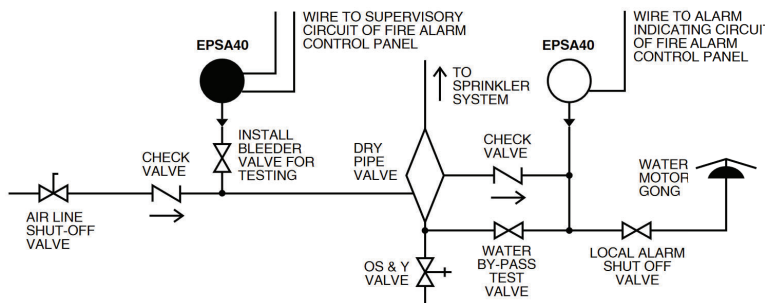 WIRE TO SUPERVISORY
CIRCUIT OF FIRE ALARM
CONTROL PANEL
EPSA40
WIRE TO ALARM
INDICATING CIRCUIT
OF FIRE ALARM
CONTROL PANEL
EPSA40
TO
SPRINKLER
SYSTEM
INSTALL
BLEEDER
VALVE FOR
TESTING
CHECK
VALVE
DRY
PIPE
VALVE
CHECK
VALVE
WATER
MOTOR
GONG
AIR LINE
SHUT-OFF
VALVE
OS & Y
VALVE
WATER
BY-PASS
TEST
VALVE
LOCAL ALARM
SHUT OFF
VALVE